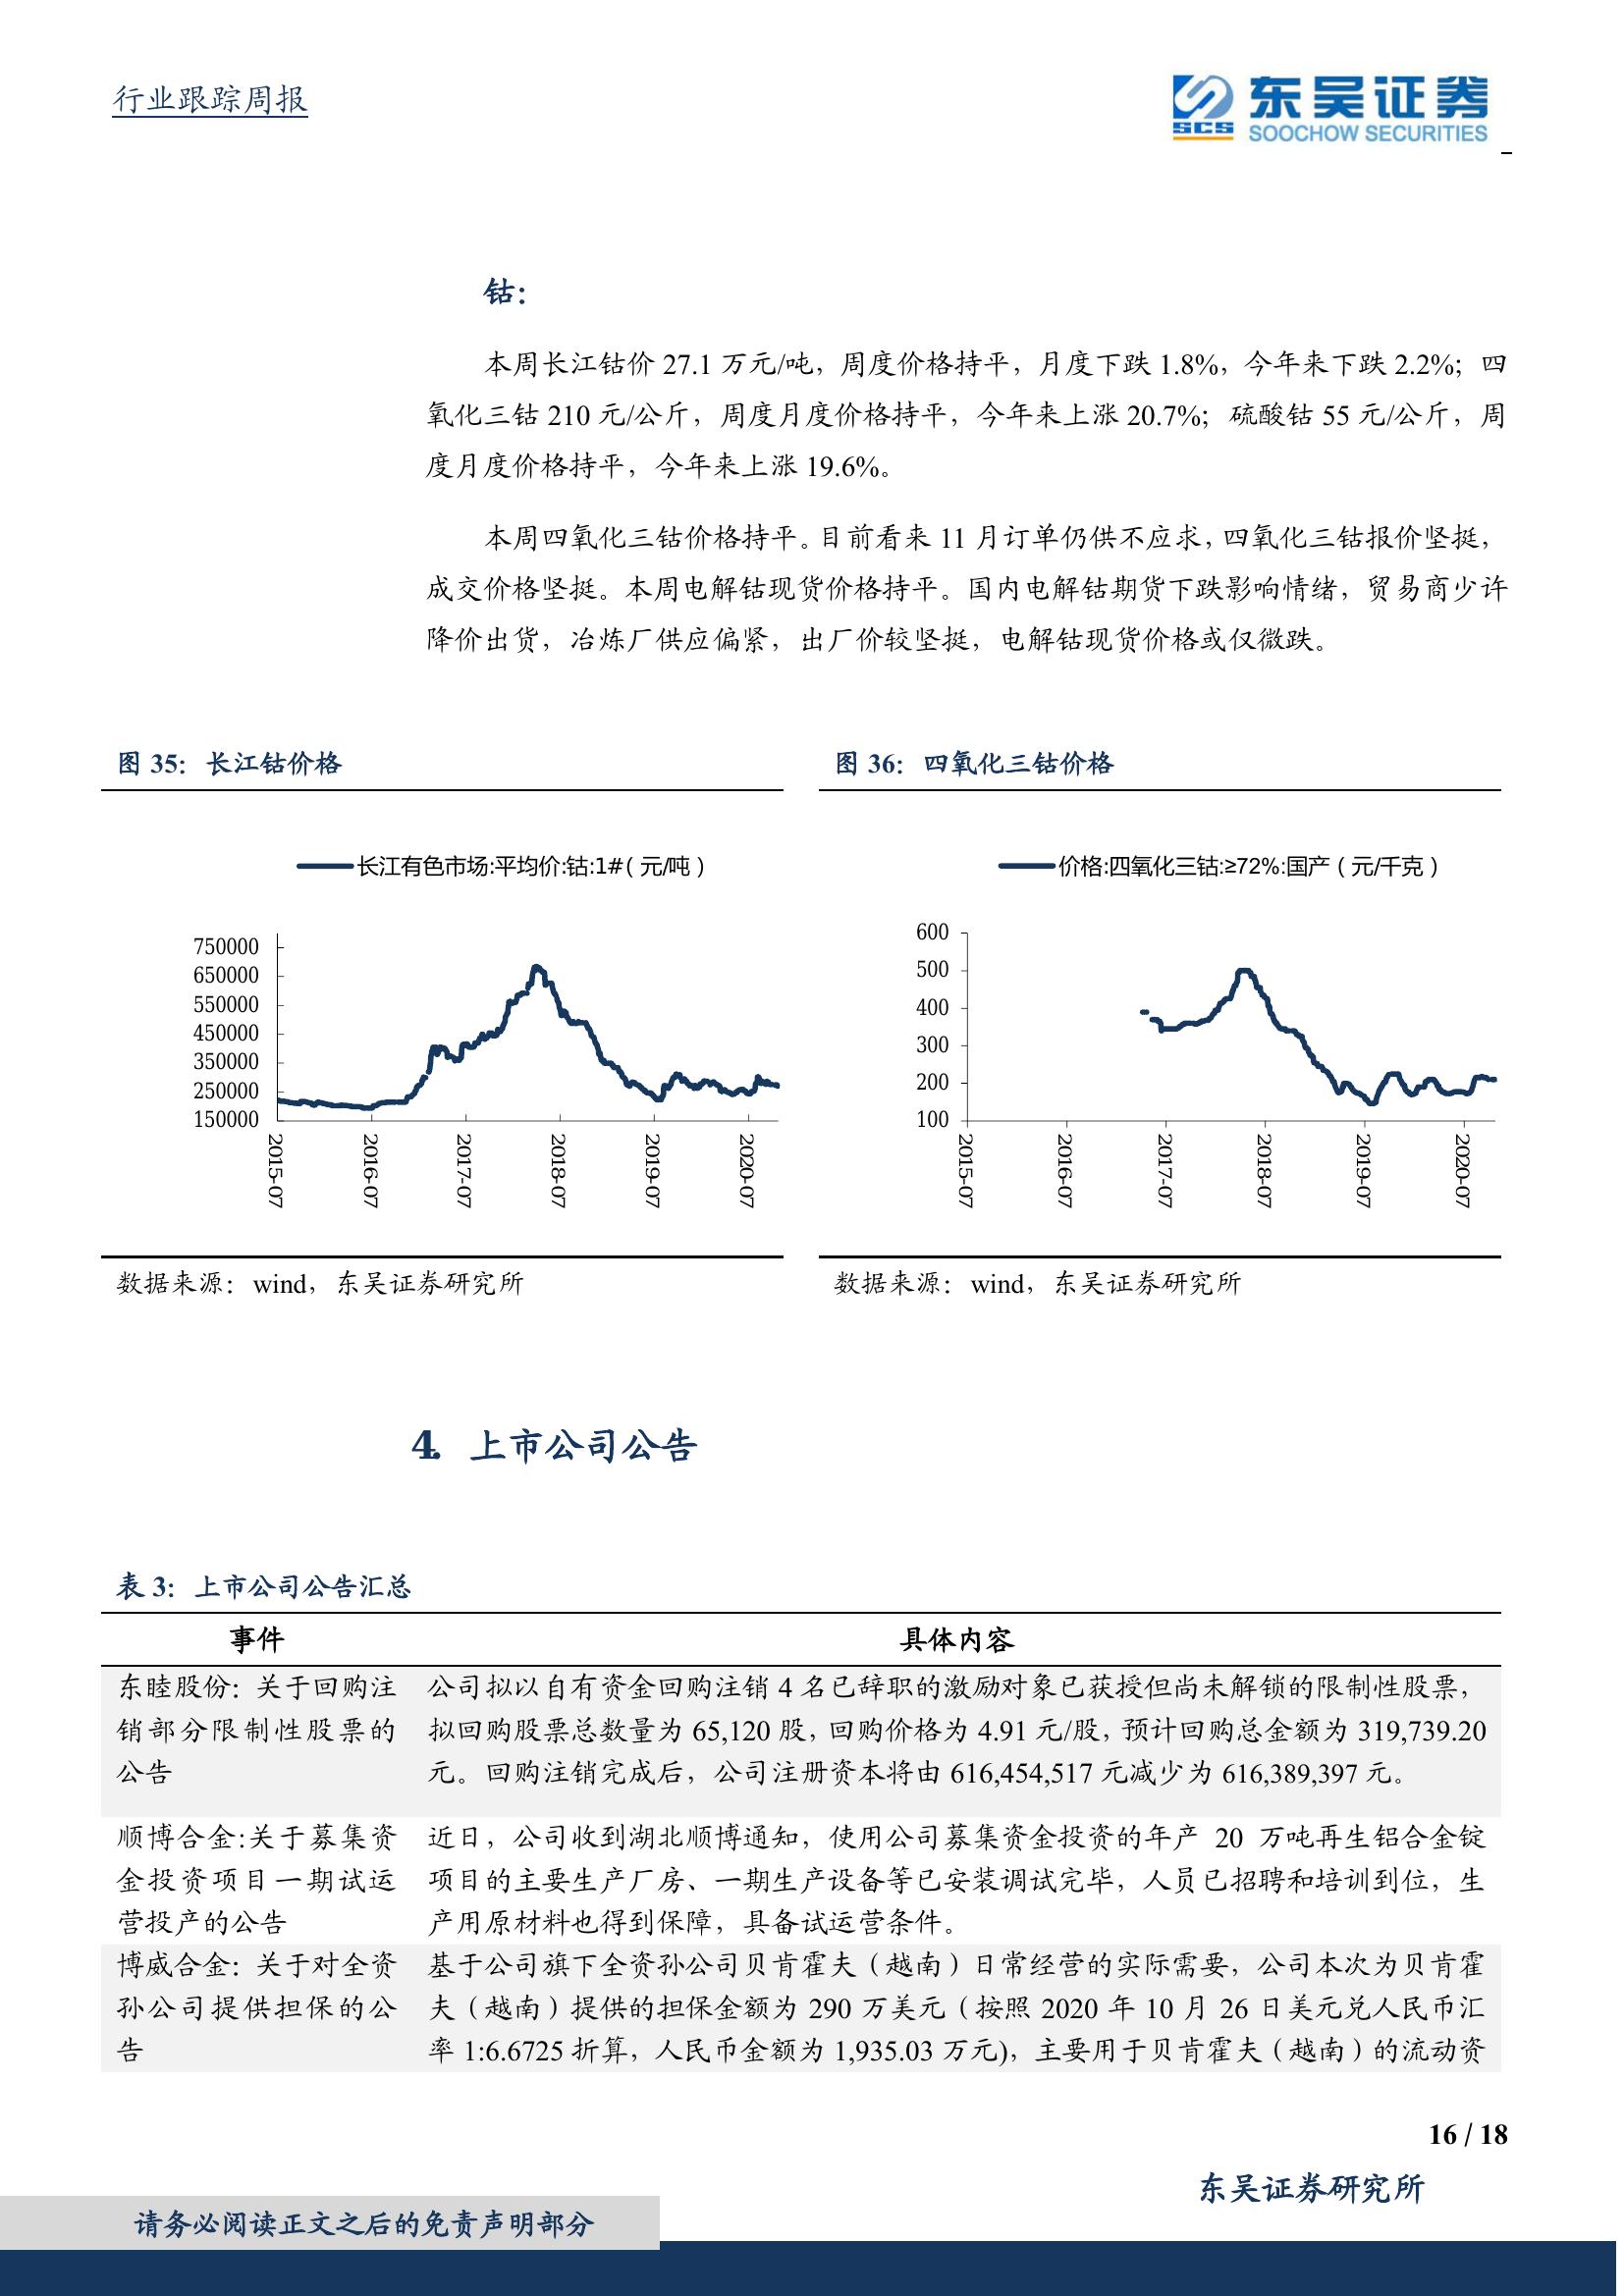 行业跟踪周报
SCS
东吴证券
SOOCHOW SECURITIES
钴：
本周长江钴价 27.1 万元/吨，周度价格持平，月度下跌 1.8%，今年来下跌 2.2%；四
氧化三钴 210 元/公斤，周度月度价格持平，今年来上涨 20.7%；硫酸钴 55 元/公斤，周
度月度价格持平，今年来上涨 19.6%。
本周四氧化三钴价格持平。目前看来 11 月订单仍供不应求，四氧化三钴报价坚挺，
成交价格坚挺。本周电解钴现货价格持平。国内电解钴期货下跌影响情绪，贸易商少许
降价出货，冶炼厂供应偏紧，出厂价较坚挺，电解钴现货价格或仅微跌。
图 35：长江钴价格
长江有色市场:平均价:钴:1#（元/吨）
750000
650000
550000
450000
350000
250000
150000
2015-07
2016-07
2017-07
2018-07
2019-07
2020-07
数据来源：wind，东吴证券研究所
图 36：四氧化三钴价格
价格:四氧化三钴:≥72%:国产（元/千克）
600
500
400
300
200
100
2015-07
2016-07
2017-07
2018-07
2019-07
2020-07
数据来源：wind，东吴证券研究所
4. 上市公司公告
表 3：上市公司公告汇总
事件
具体内容
东睦股份：关于回购注
销部分限制性股票的
公告
公司拟以自有资金回购注销 4 名已辞职的激励对象已获授但尚未解锁的限制性股票，
拟回购股票总数量为 65,120 股，回购价格为 4.91 元/股，预计回购总金额为 319,739.20
元。回购注销完成后，公司注册资本将由 616,454,517 元减少为 616,389,397 元。
顺博合金:关于募集资
金投资项目一期试运
营投产的公告
近日，公司收到湖北顺博通知，使用公司募集资金投资的年产 20 万吨再生铝合金锭
项目的主要生产厂房、一期生产设备等已安装调试完毕，人员已招聘和培训到位，生
产用原材料也得到保障，具备试运营条件。
博威合金：关于对全资
孙公司提供担保的公
告
基于公司旗下全资孙公司贝肯霍夫（越南）日常经营的实际需要，公司本次为贝肯霍
夫（越南）提供的担保金额为 290 万美元（按照 2020 年 10 月 26 日美元兑人民币汇
率 1:6.6725 折算，人民币金额为 1,935.03 万元)，主要用于贝肯霍夫（越南）的流动资
16 / 18
东吴证券研究所
请务必阅读正文之后的免责声明部分